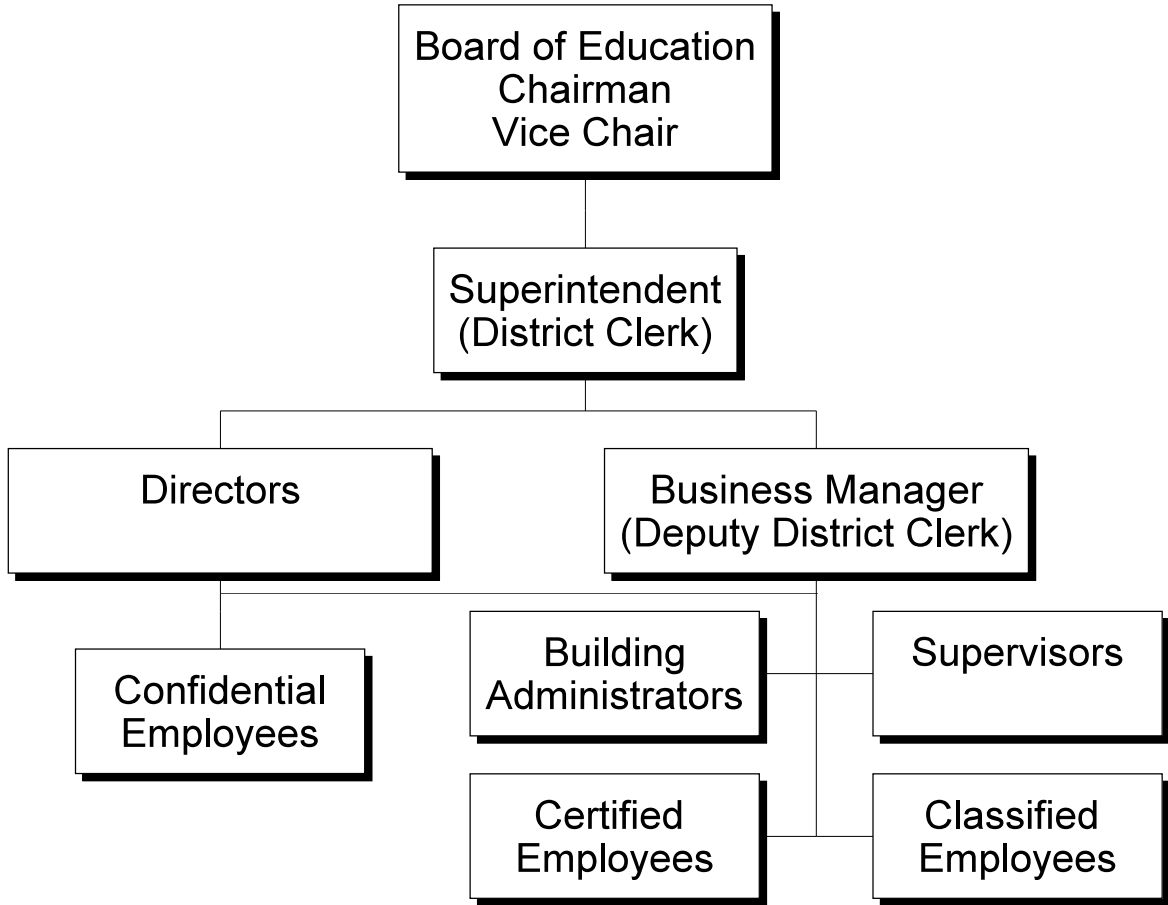 Board of Education
Chairman
Vice Chair
Superintendent
(District Clerk)
Directors
Business Manager
(Deputy District Clerk)
Confidential
Employees
Building
Administrators
Supervisors
Certified
Employees
Classified
Employees